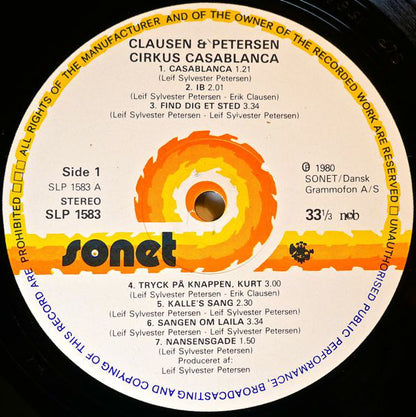 ALL RIGHTS OF THE MANUFACTURER AND OF THE OWNER OF THE RECORDED WORK ARE RESERVED
UNAUTHORISED PUBLIC PERFORMANCE, BROADCASTING AND COPYING OF THIS RECORD ARE PROHIBITED
CLAUSEN & PETERSEN
CIRKUS CASABLANCA
1. CASABLANCA 1.21
(Leif Sylvester Petersen)
2. IB 2.01
(Leif Sylvester Petersen - Erik Clausen)
3. FIND DIG ET STED 3.34
(Leif Sylvester Petersen - Leif Sylvester Petersen)
Side 1
SLP 1583 A
STEREO
SLP 1583
℗ 1980
SONET/Dansk
Grammofon A/S
33 1/3 ncb
sonet
4. TRYCK PÅ KNAPPEN, KURT 3.00
(Leif Sylvester Petersen - Erik Clausen)
5. KALLE'S SANG 2.30
(Leif Sylvester Petersen - Leif Sylvester Petersen)
6. SANGEN OM LAILA 3.34
(Leif Sylvester Petersen - Leif Sylvester Petersen)
7. NANSENSGADE 1.50
(Leif Sylvester Petersen)
Produceret af:
Leif Sylvester Petersen